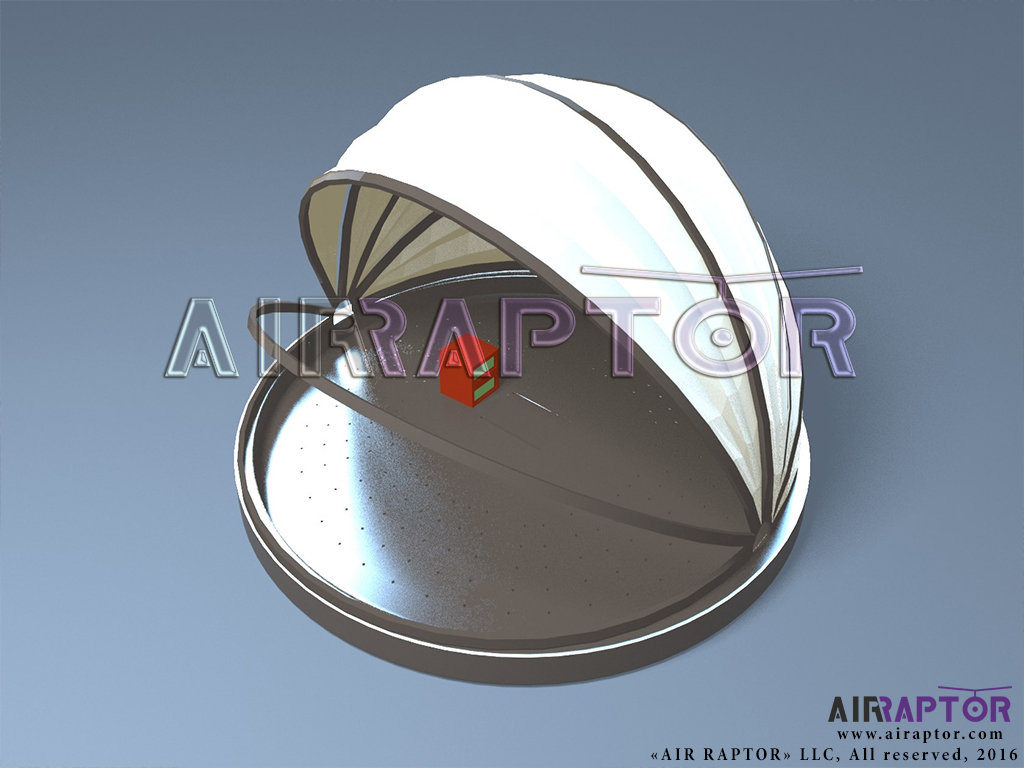 AIRRAPTOR
AIRRAPTOR
www.airaptor.com
«AIR RAPTOR» LLC, All reserved, 2016